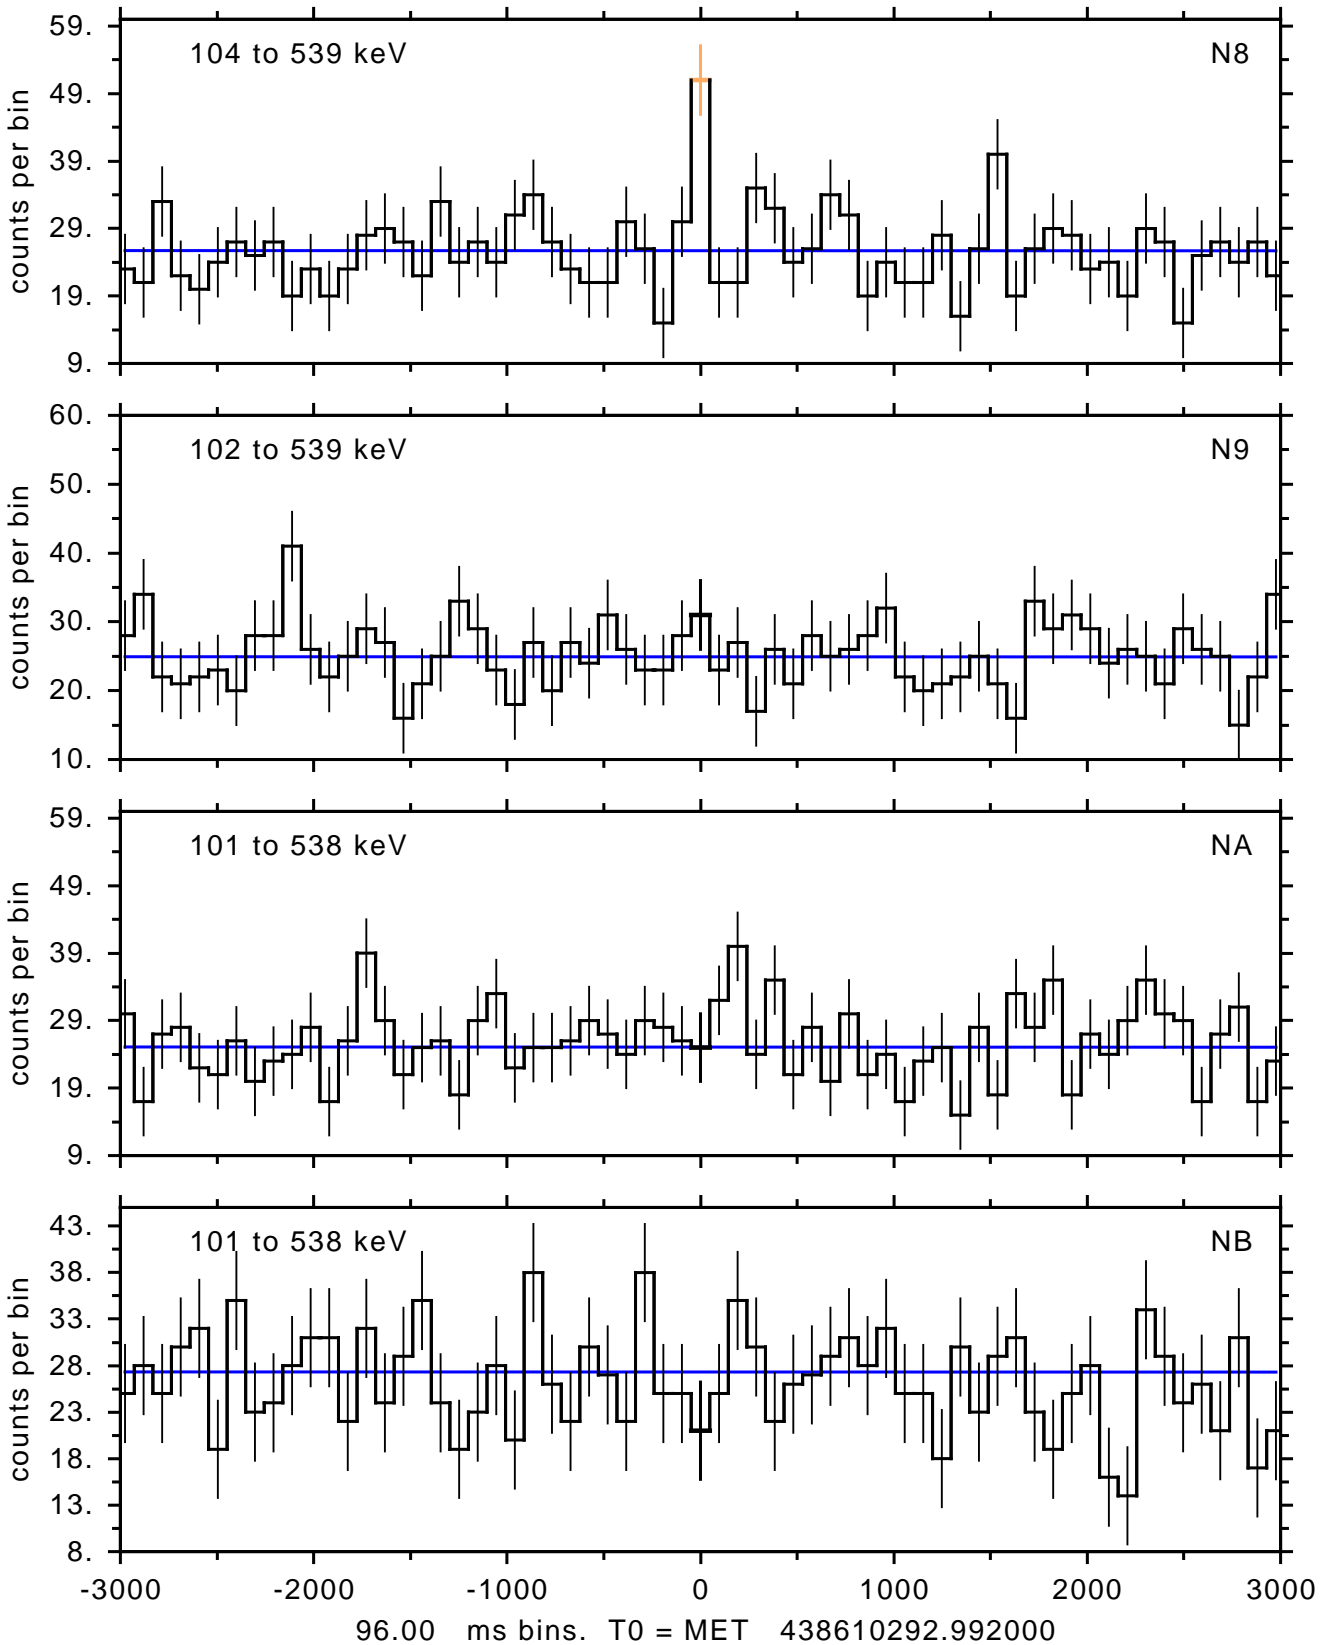 59.
104 to 539 keV N8
49.
39.
29.
19.
9.
counts per bin
60.
102 to 539 keV N9
50.
40.
30.
20.
10.
counts per bin
59.
101 to 538 keV NA
49.
39.
29.
19.
9.
counts per bin
43.
101 to 538 keV NB
38.
33.
28.
23.
18.
13.
8.
counts per bin
-3000 -2000 -1000 0 1000 2000 3000
96.00 ms bins. T0 = MET 438610292.992000